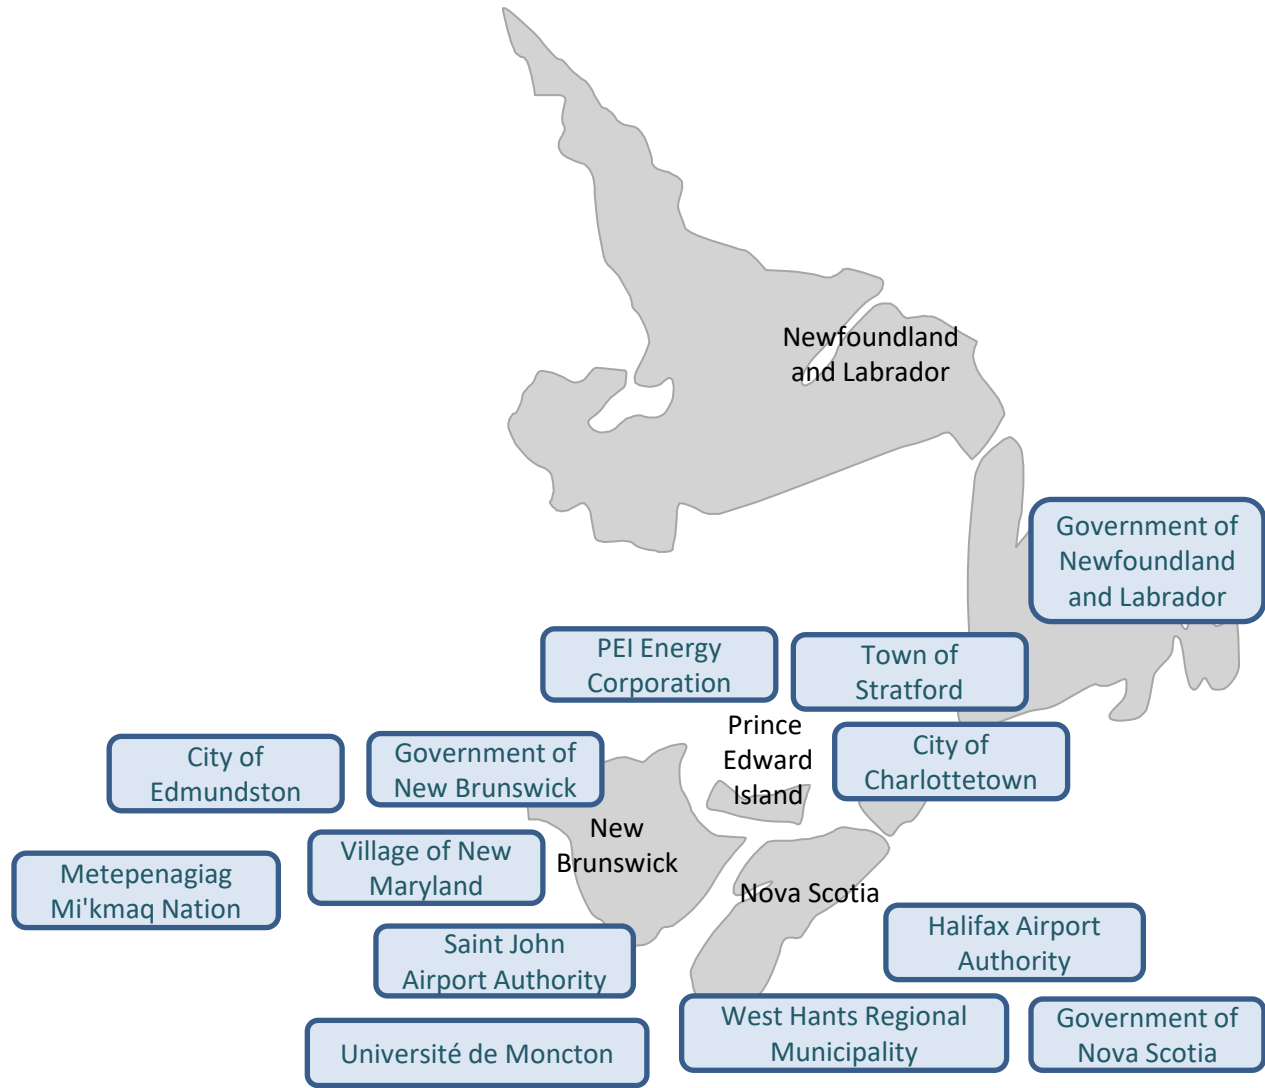 Newfoundland
and Labrador
Government of
Newfoundland
and Labrador
PEI Energy
Corporation
Town of
Stratford
Prince
Edward
Island
City of
Charlottetown
City of
Edmundston
Government of
New Brunswick
New
Brunswick
Village of New
Maryland
Metepenagiag
Mi'kmaq Nation
Nova Scotia
Saint John
Airport Authority
Halifax Airport
Authority
Université de Moncton
West Hants Regional
Municipality
Government of
Nova Scotia